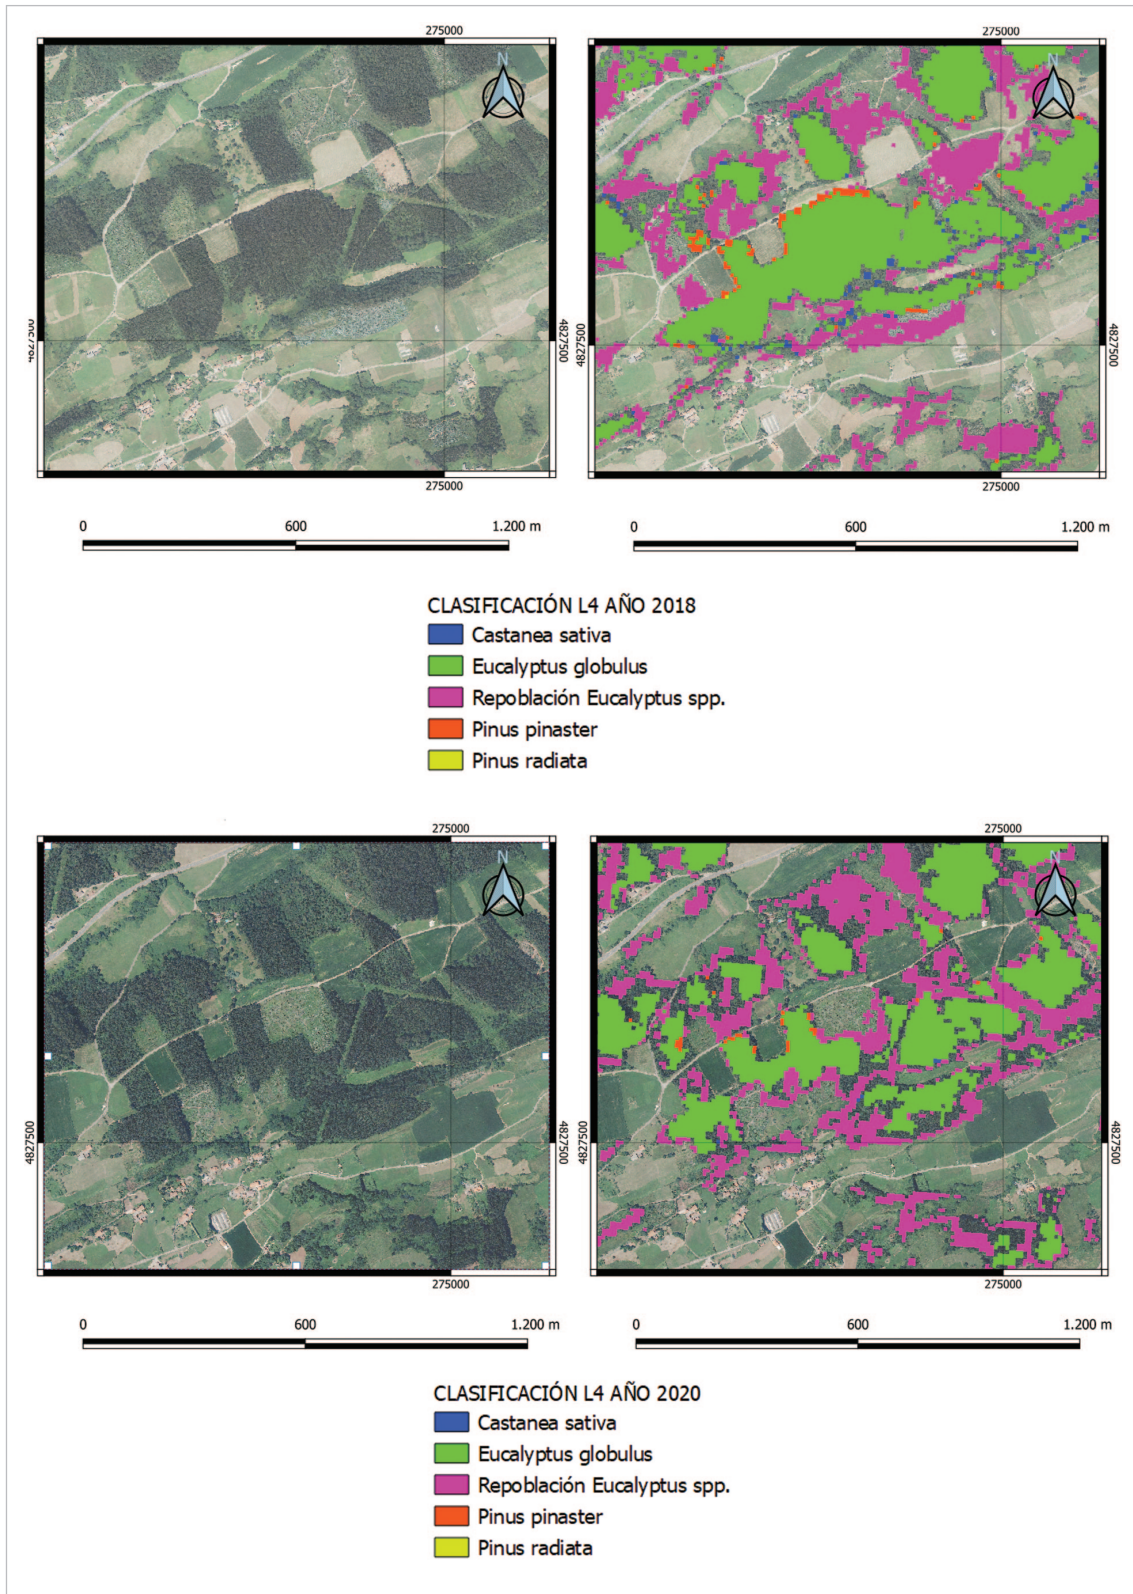 275000
275000
N
N
4827500
4827500
4827500
275000
275000
0 600 1.200 m
0 600 1.200 m
CLASIFICACIÓN L4 AÑO 2018
Castanea sativa
Eucalyptus globulus
Repoblación Eucalyptus spp.
Pinus pinaster
Pinus radiata
275000
275000
N
N
4827500
4827500
4827500
275000
275000
0 600 1.200 m
0 600 1.200 m
CLASIFICACIÓN L4 AÑO 2020
Castanea sativa
Eucalyptus globulus
Repoblación Eucalyptus spp.
Pinus pinaster
Pinus radiata